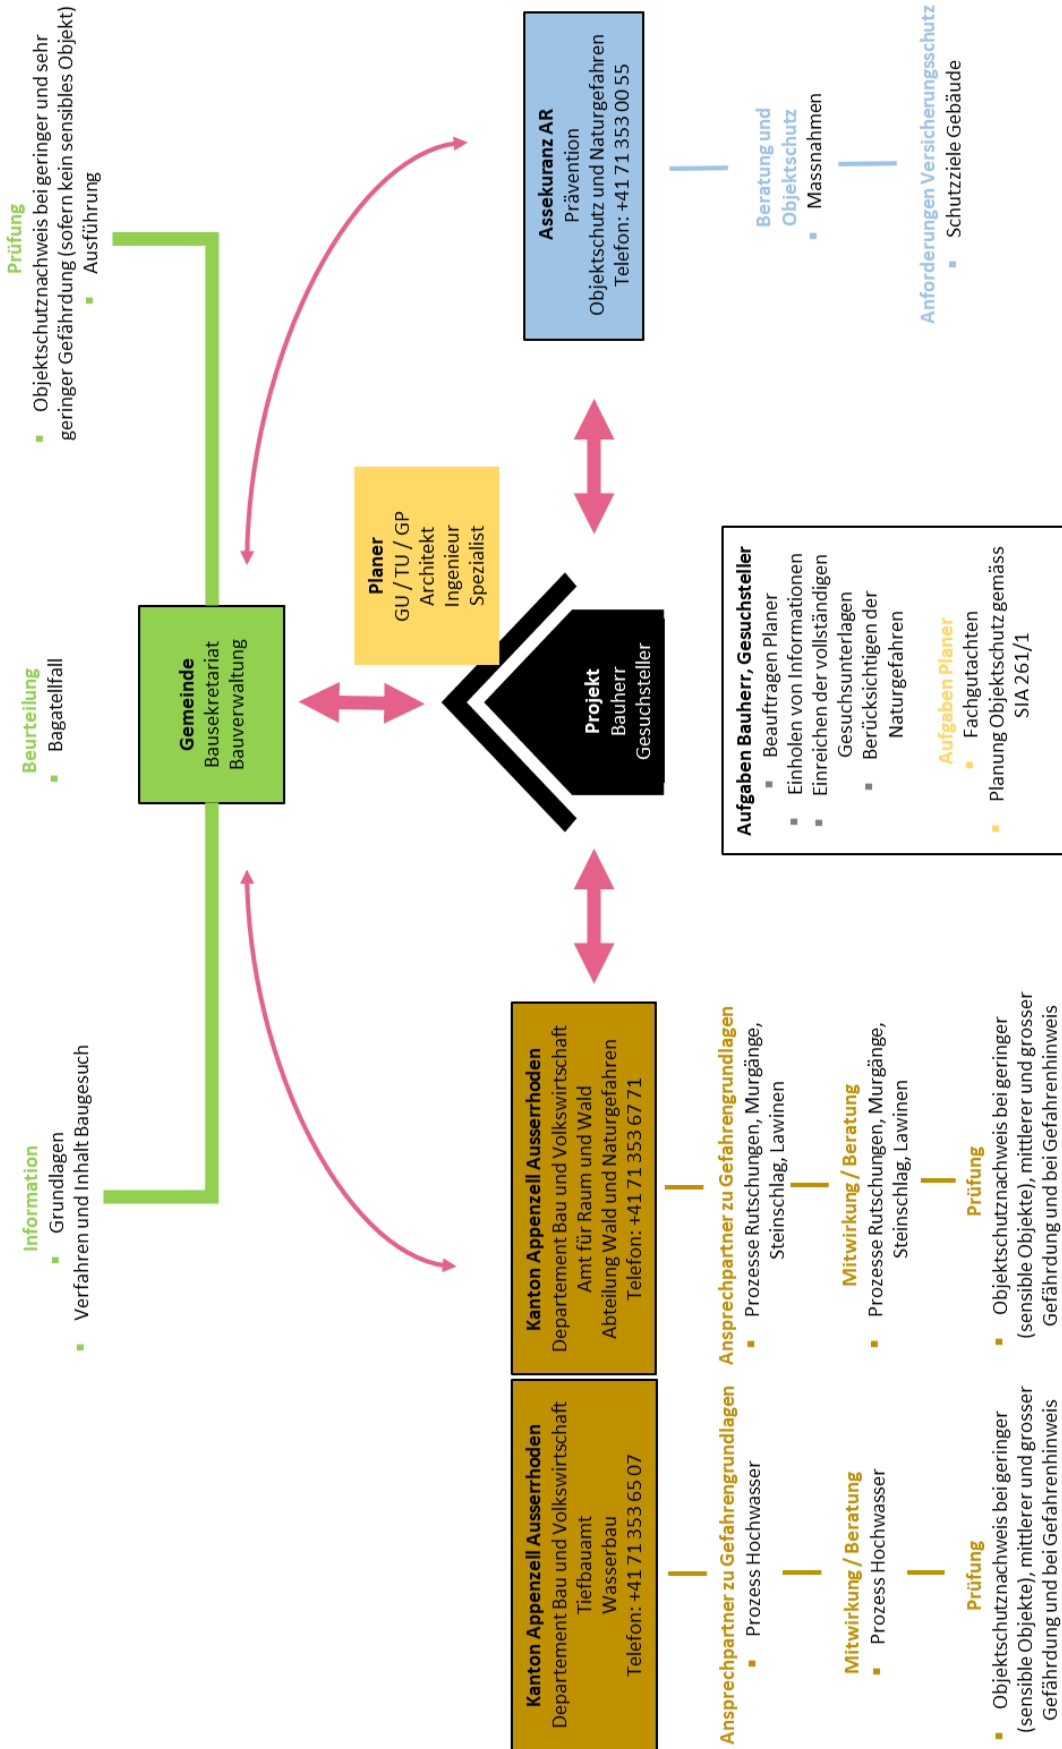 Information
Grundlagen
Verfahren und Inhalt Baugesuch
Beurteilung
Bagatellfall
Prüfung
Objektschutznachweis bei geringer und sehr
geringer Gefährdung (sofern kein sensibles Objekt)
Ausführung
Gemeinde
Bausekretariat
Bauverwaltung
Planer
GU / TU / GP
Architekt
Ingenieur
Spezialist
Projekt
Bauherr
Gesuchsteller
Kanton Appenzell Ausserrhoden
Departement Bau und Volkswirtschaft
Tiefbauamt
Wasserbau
Telefon: +41 71 353 65 07
Ansprechpartner zu Gefahrengrundlagen
Prozess Hochwasser
Mitwirkung / Beratung
Prozess Hochwasser
Prüfung
Objektschutznachweis bei geringer
(sensible Objekte), mittlerer und grosser
Gefährdung und bei Gefahrenhinweis
Kanton Appenzell Ausserrhoden
Departement Bau und Volkswirtschaft
Amt für Raum und Wald
Abteilung Wald und Naturgefahren
Telefon: +41 71 353 67 71
Ansprechpartner zu Gefahrengrundlagen
Prozesse Rutschungen, Murgänge,
Steinschlag, Lawinen
Mitwirkung / Beratung
Prozesse Rutschungen, Murgänge,
Steinschlag, Lawinen
Prüfung
Objektschutznachweis bei geringer
(sensible Objekte), mittlerer und grosser
Gefährdung und bei Gefahrenhinweis
Aufgaben Bauherr, Gesuchsteller
Beauftragen Planer
Einholen von Informationen
Einreichen der vollständigen
Gesuchsunterlagen
Berücksichtigen der
Naturgefahren
Aufgaben Planer
Fachgutachten
Planung Objektschutz gemäss
SIA 261/1
Assekuranz AR
Prävention
Objektschutz und Naturgefahren
Telefon: +41 71 353 00 55
Beratung und
Objektschutz
Massnahmen
Anforderungen Versicherungsschutz
Schutzziele Gebäude